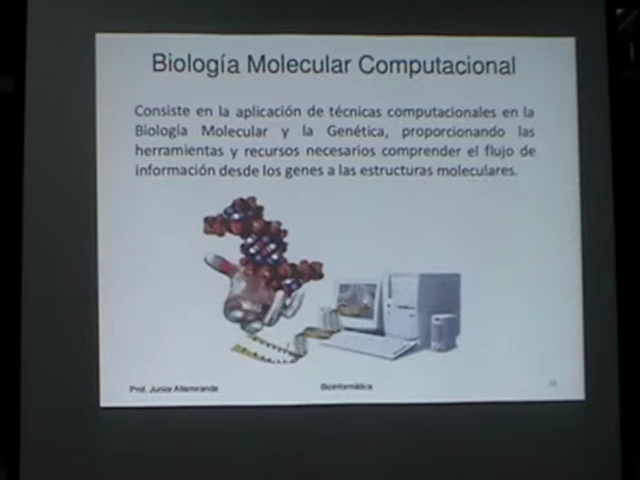 Biología Molecular Computacional
Consiste en la aplicación de técnicas computacionales en la
Biología Molecular y la Genética, proporcionando las
herramientas y recursos necesarios comprender el flujo de
información desde los genes a las estructuras moleculares.
Prof. Junior Altamiranda
Bioinformática